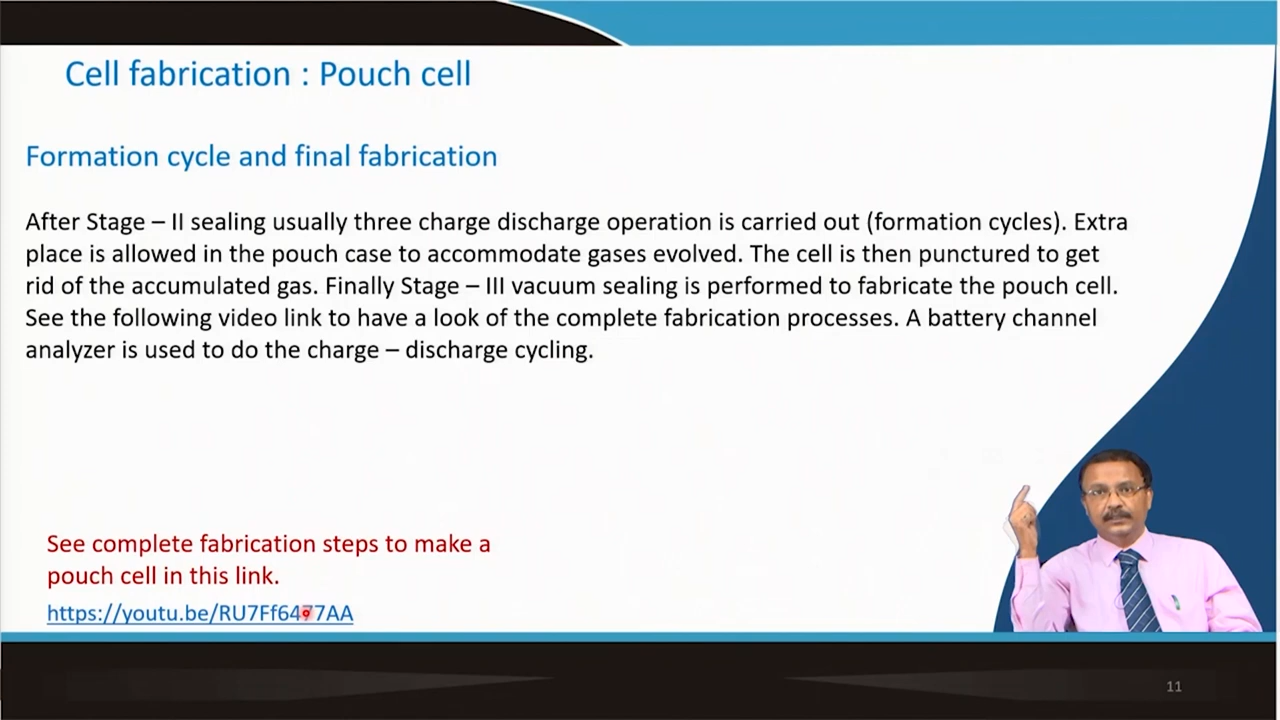 Cell fabrication : Pouch cell
Formation cycle and final fabrication
After Stage – II sealing usually three charge discharge operation is carried out (formation cycles). Extra
place is allowed in the pouch case to accommodate gases evolved. The cell is then punctured to get
rid of the accumulated gas. Finally Stage – III vacuum sealing is performed to fabricate the pouch cell.
See the following video link to have a look of the complete fabrication processes. A battery channel
analyzer is used to do the charge – discharge cycling.
See complete fabrication steps to make a
pouch cell in this link.
11